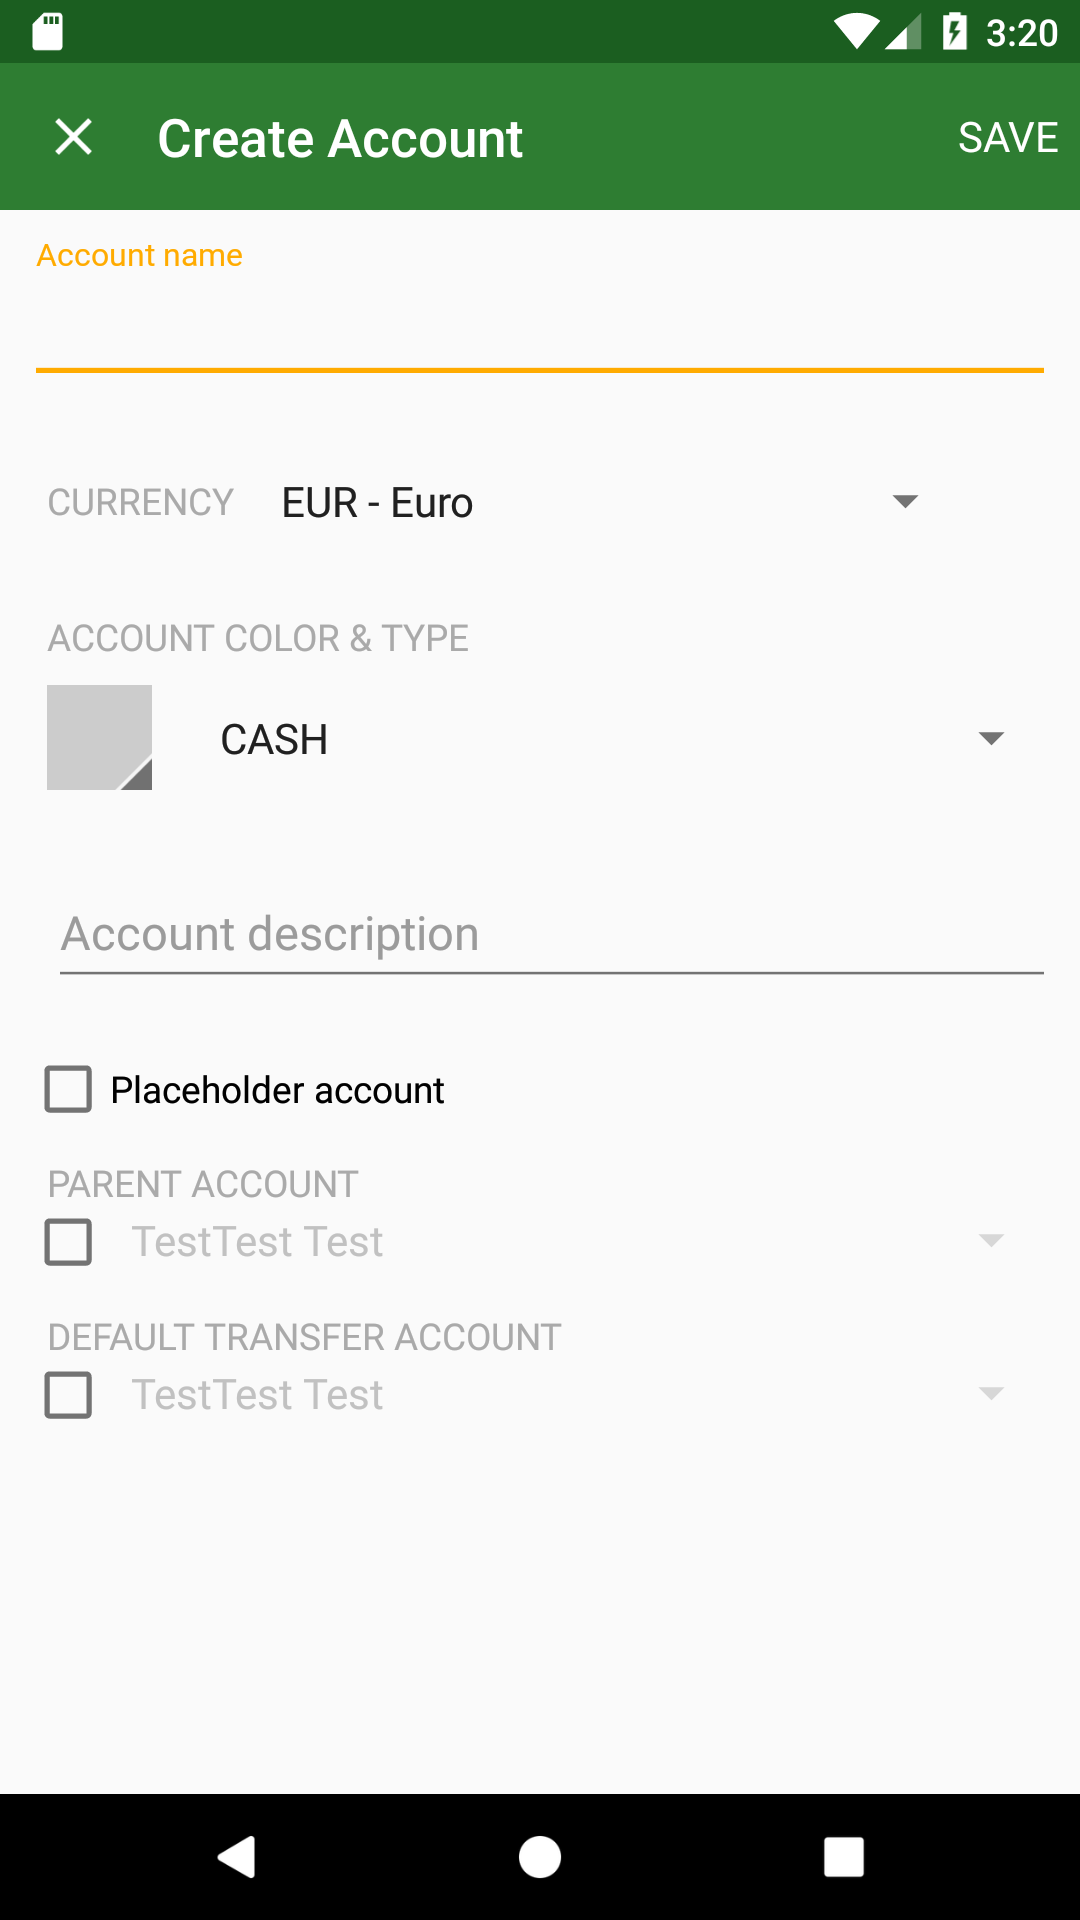 3:20
Create Account
SAVE
Account name
CURRENCY EUR - Euro
ACCOUNT COLOR & TYPE
CASH
Account description
Placeholder account
PARENT ACCOUNT
TestTest Test
DEFAULT TRANSFER ACCOUNT
TestTest Test